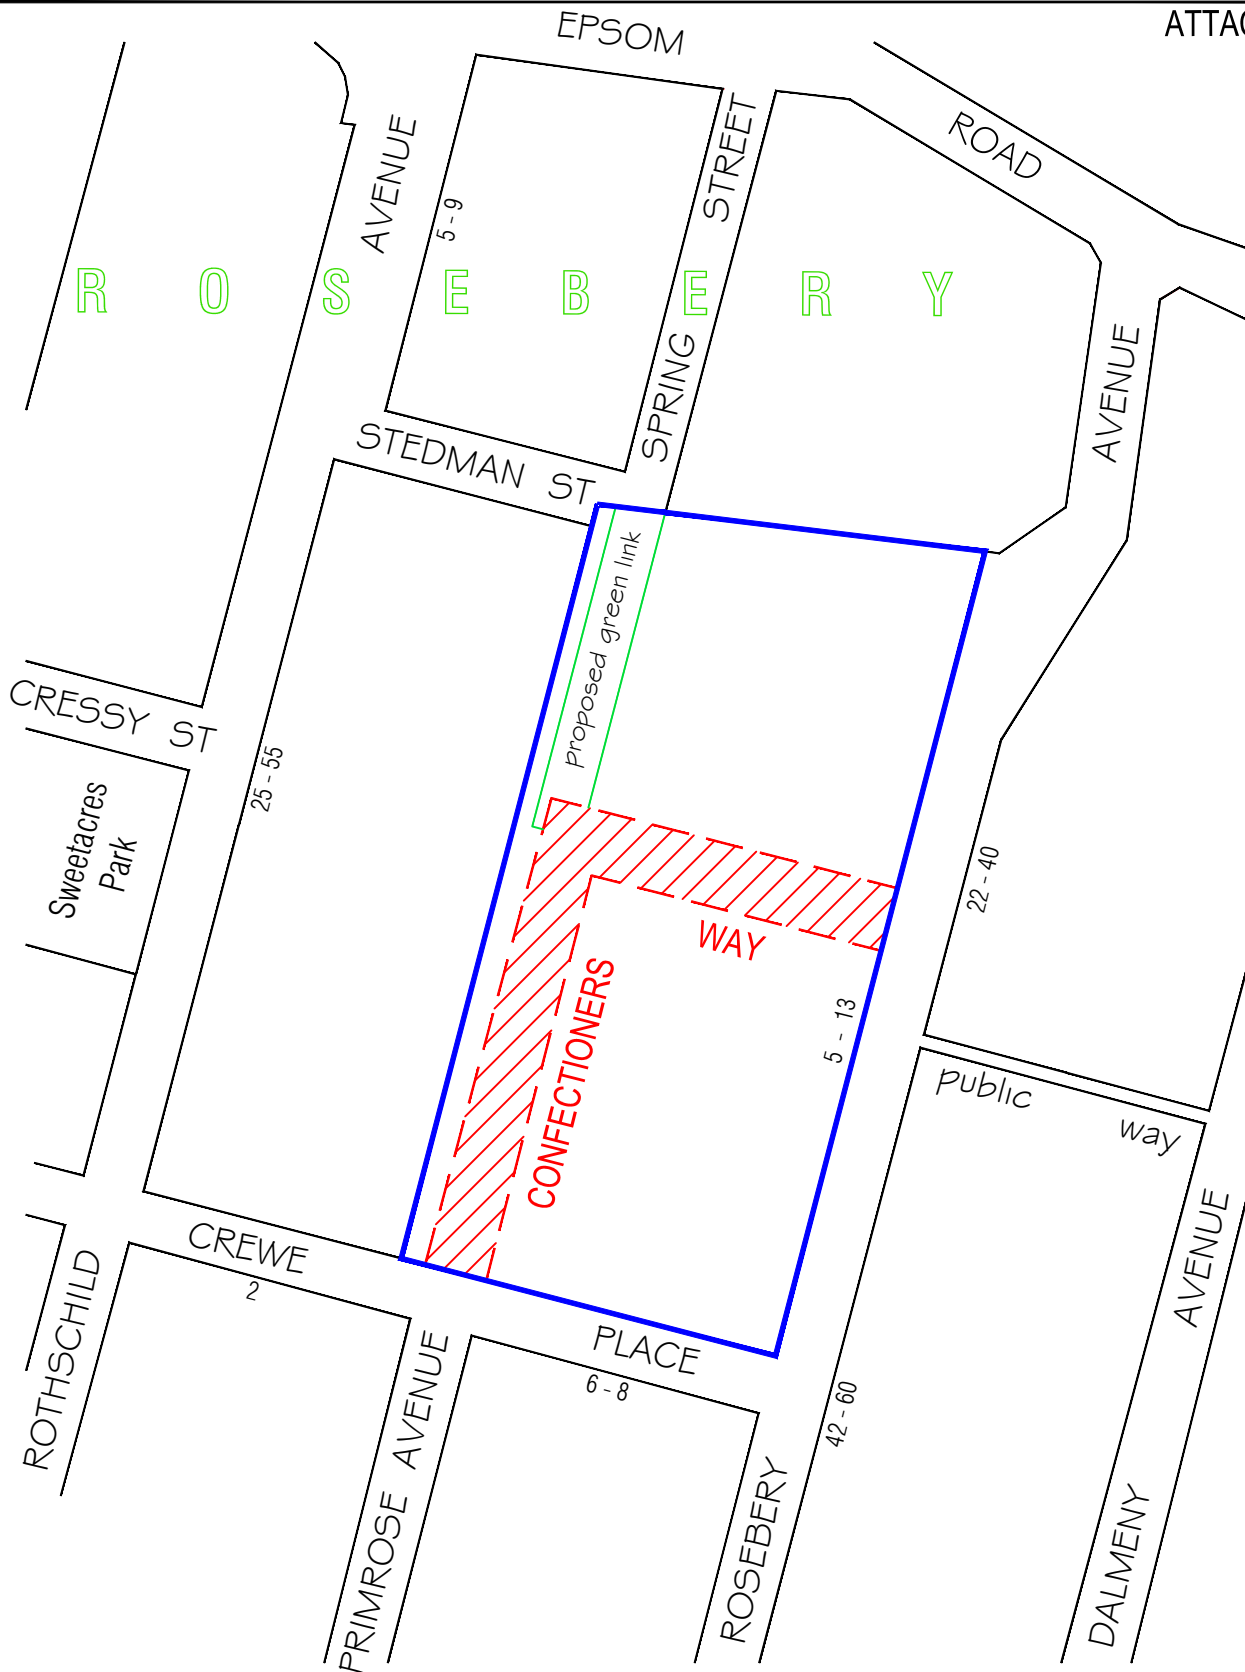 ATTAC
EPSOM
ROAD
AVENUE
5 - 9
STREET
SPRING
R O S E B E R Y
AVENUE
STEDMAN ST
proposed green link
CRESSY ST
25 - 55
Sweetacres
Park
22 - 40
WAY
CONFECTIONERS
5 - 13
public way
CREWE
2
PLACE
6 - 8
ROTHSCHILD
PRIMROSE AVENUE
42 - 60
ROSEBERY
AVENUE
DALMENY